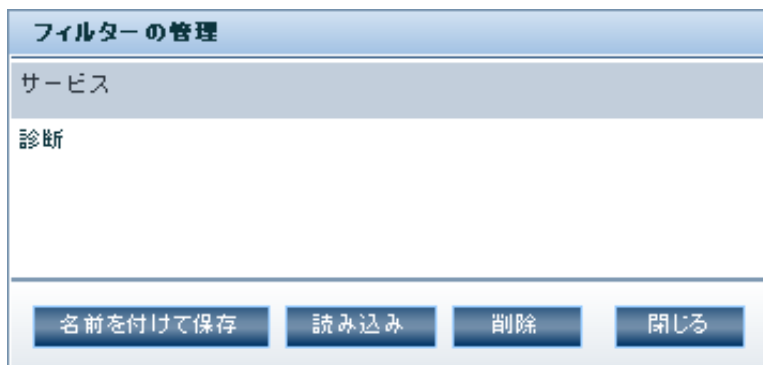 フィルターの管理
サービス
診断
名前を付けて保存 読み込み 削除 閉じる